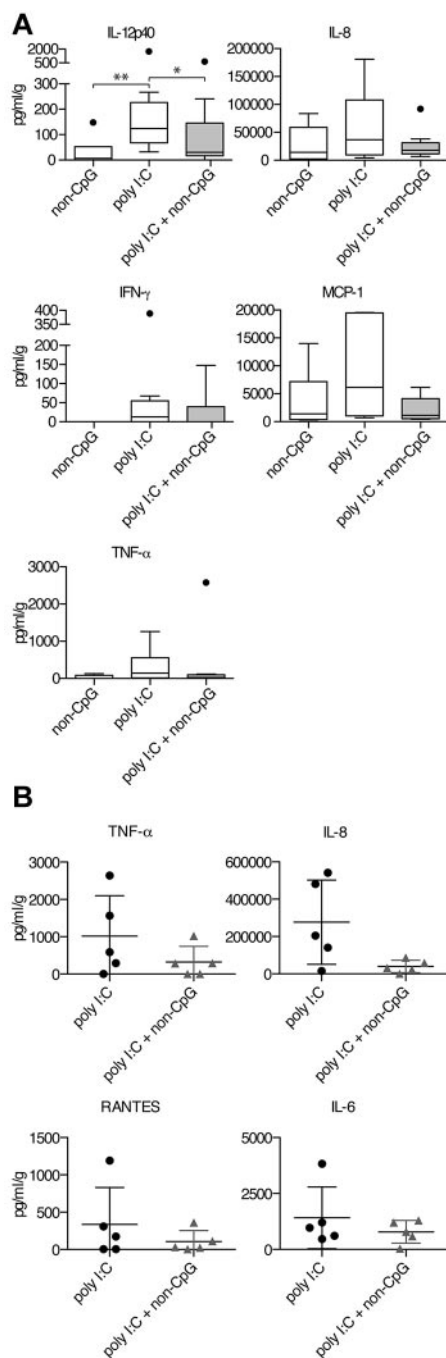 A
IL-12p40
IL-8
pg/ml/g
2000
500
300
200
100
0
**
*
200000
150000
100000
50000
0
non-CpG
poly I:C
poly I:C + non-CpG
non-CpG
poly I:C
poly I:C + non-CpG
IFN-γ
MCP-1
pg/ml/g
400
350
200
150
100
50
0
20000
15000
10000
5000
0
non-CpG
poly I:C
poly I:C + non-CpG
non-CpG
poly I:C
poly I:C + non-CpG
TNF-α
pg/ml/g
3000
2000
1000
0
non-CpG
poly I:C
poly I:C + non-CpG
B
TNF-α
IL-8
pg/ml/g
3000
2000
1000
0
600000
400000
200000
0
poly I:C
poly I:C + non-CpG
poly I:C
poly I:C + non-CpG
RANTES
IL-6
pg/ml/g
1500
1000
500
0
5000
2500
0
poly I:C
poly I:C + non-CpG
poly I:C
poly I:C + non-CpG